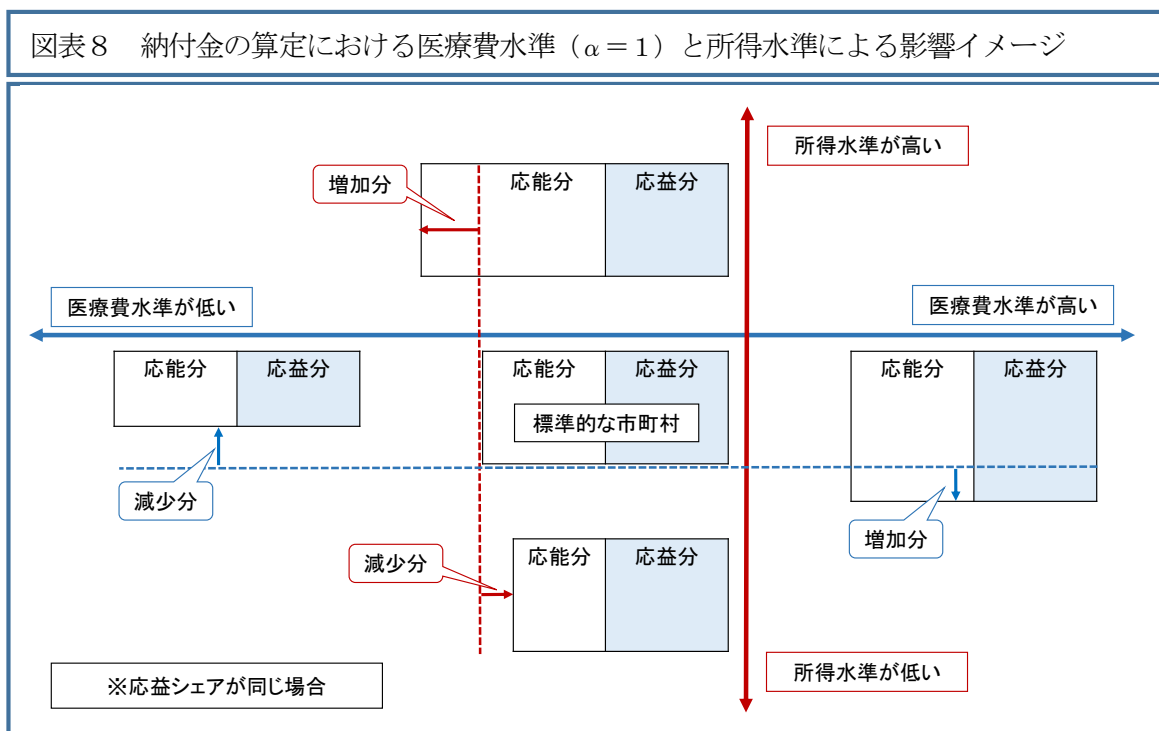 図表８　納付金の算定における医療費水準（α＝１）と所得水準による影響イメージ
所得水準が高い
増加分
応能分
応益分
医療費水準が低い
医療費水準が高い
応能分
応益分
応能分
応益分
標準的な市町村
応能分
応益分
減少分
増加分
減少分
応能分
応益分
※応益シェアが同じ場合
所得水準が低い